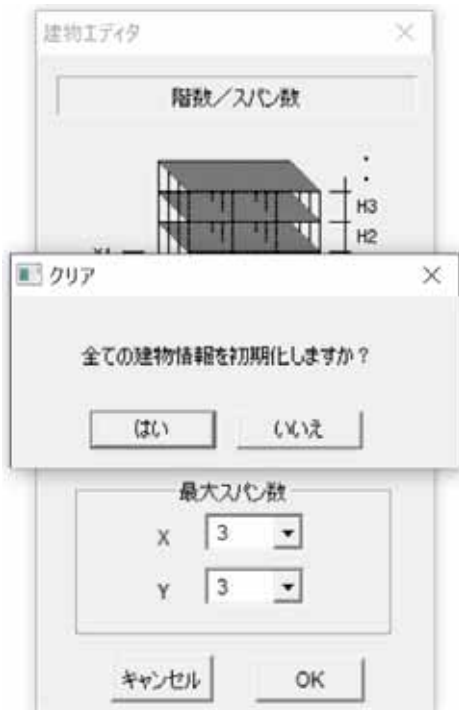 建物エディタ
階数／スパン数
H3
H2
クリア
全ての建物情報を初期化しますか？
はい
いいえ
最大スパン数
X 3
Y 3
キャンセル
OK